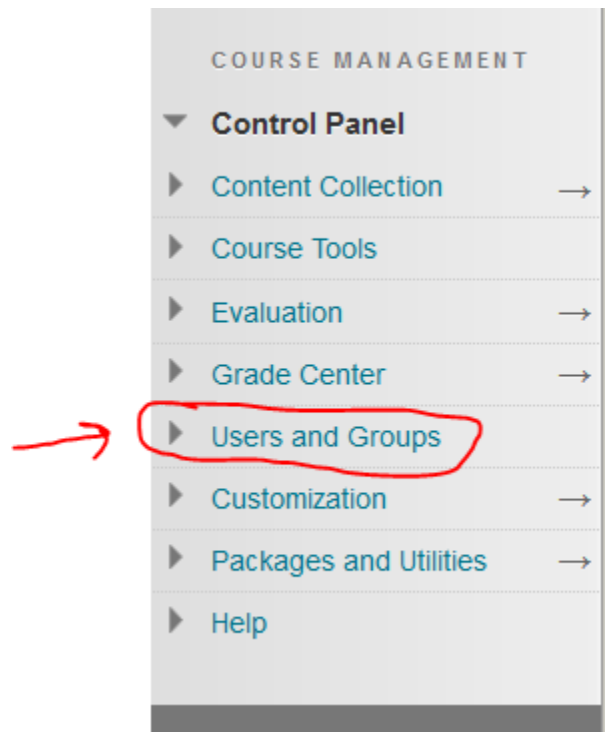 COURSE MANAGEMENT
Control Panel
Content Collection
Course Tools
Evaluation
Grade Center
Users and Groups
Customization
Packages and Utilities
Help